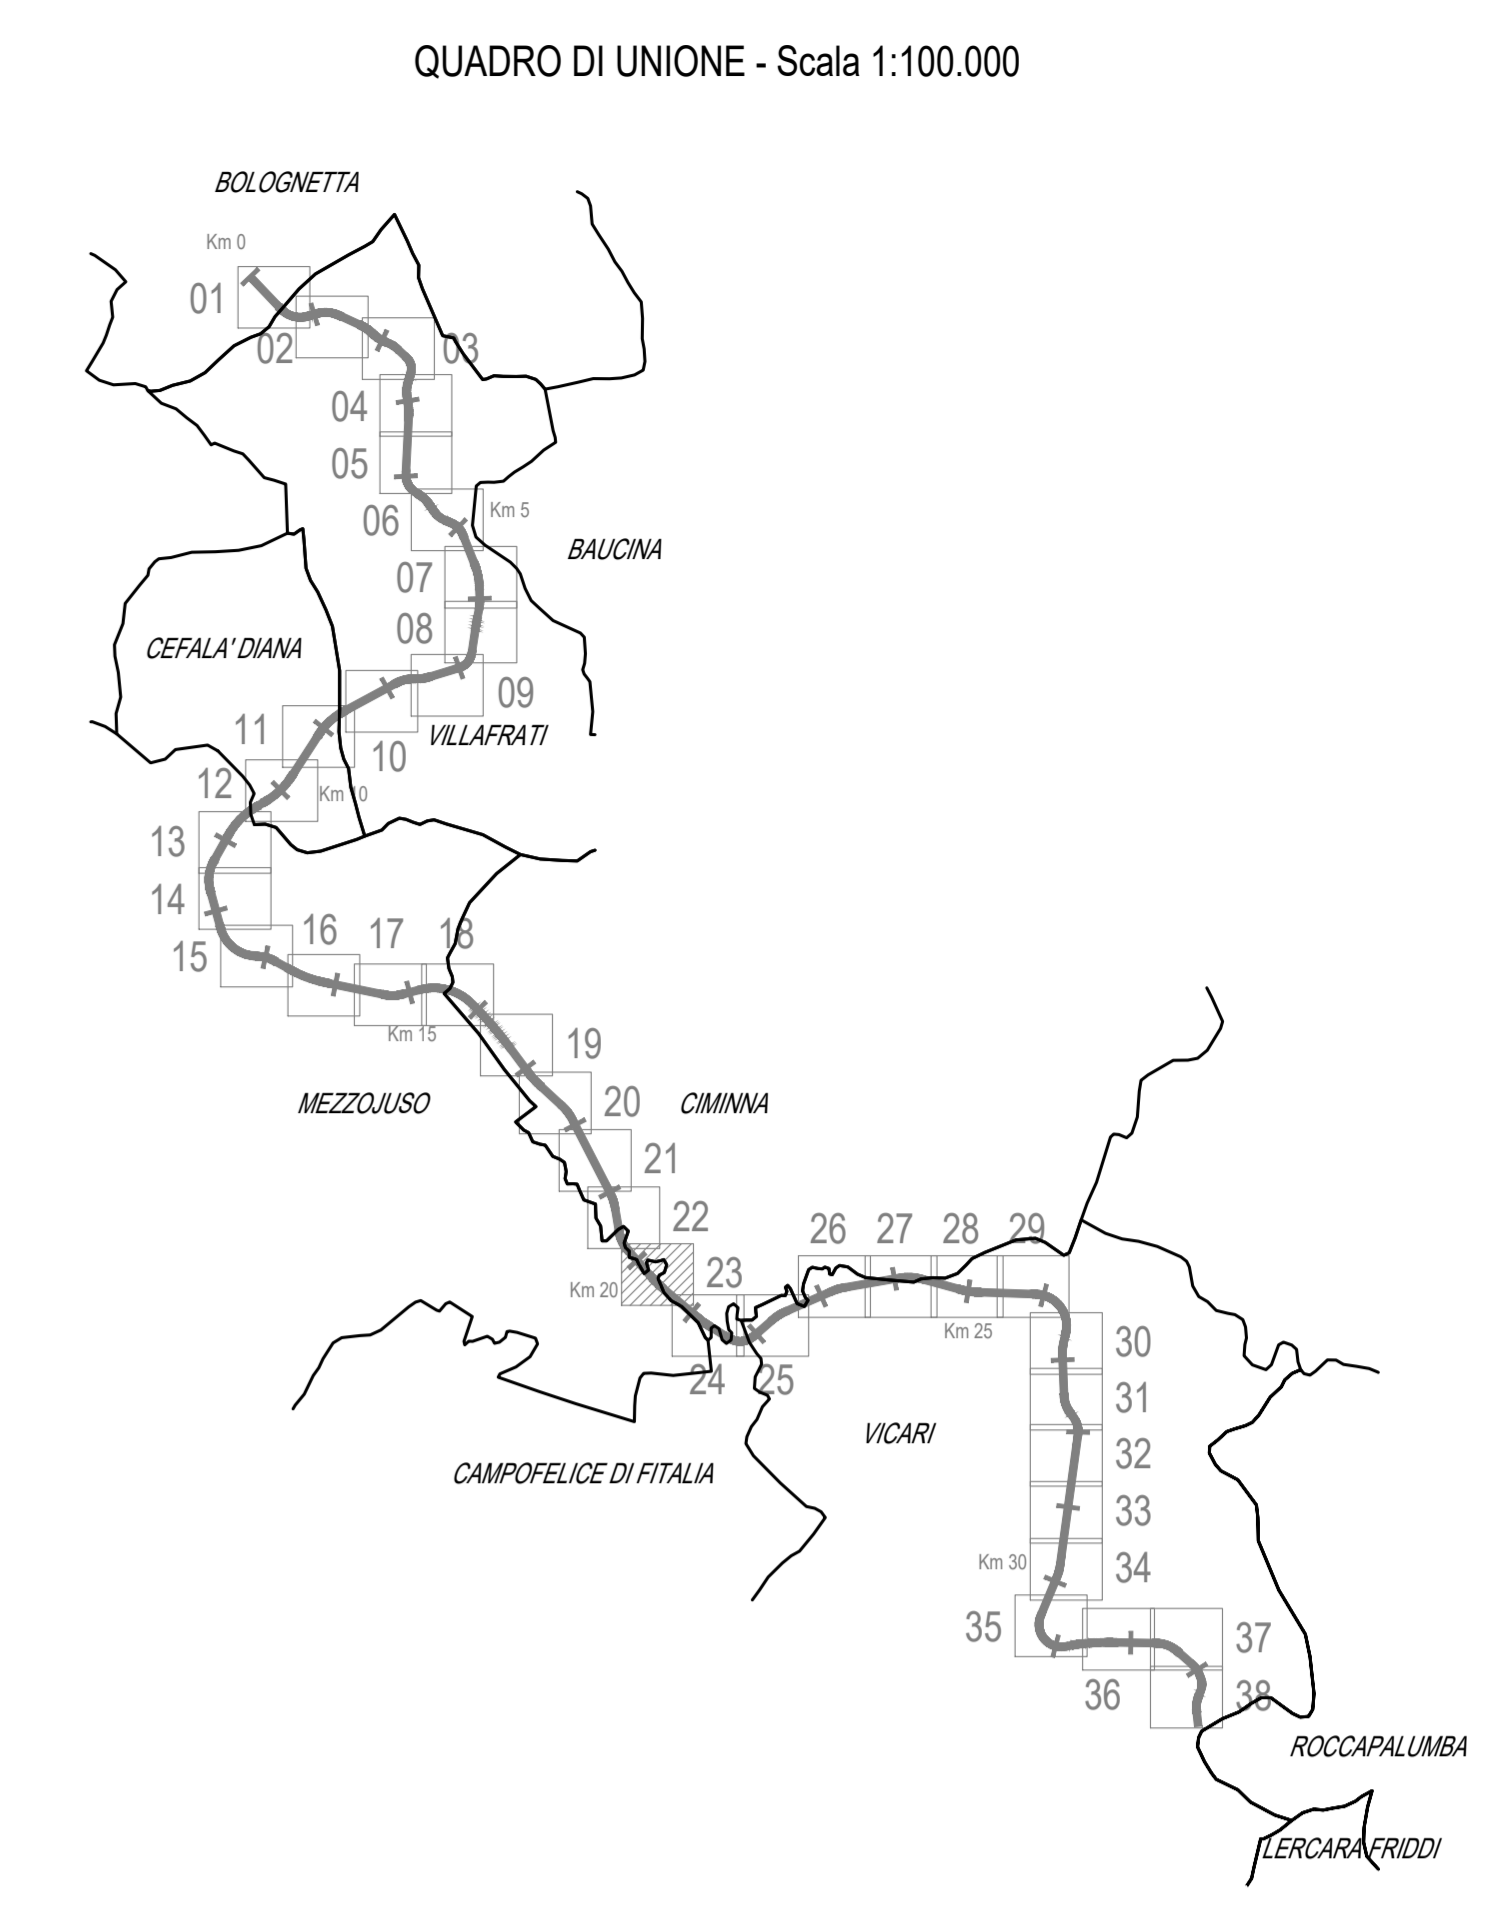 QUADRO DI UNIONE - Scala 1:100.000
BOLOGNETTA
Km 0
01
02
03
04
05
06
Km 5
BAUCINA
07
08
CEFALA' DIANA
09
VILLAFRATI
10
11
12
Km 10
13
14
15
16
17
18
Km 15
19
MEZZOJUSO
CIMINNA
20
21
22
Km 20
23
24
25
26
27
28
29
Km 25
30
31
VICARI
32
CAMPOFELICE DI FITALIA
33
Km 30
34
35
36
37
38
ROCCAPALUMBA
LERCARA FRIDDI